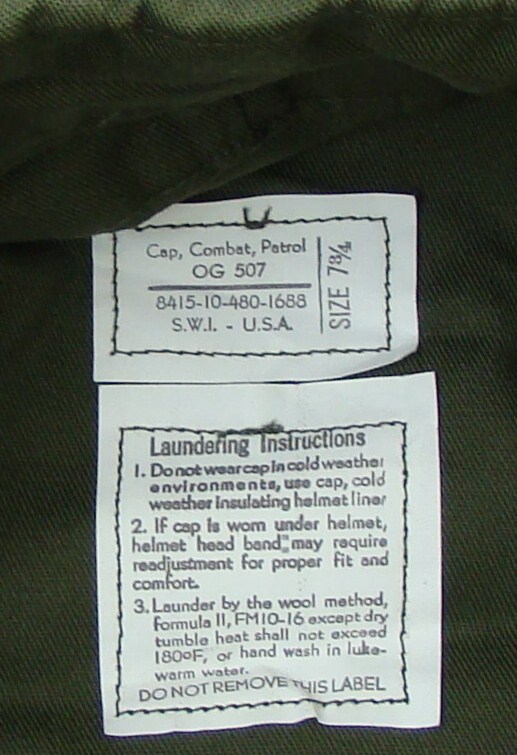 Cap, Combat, Patrol
OG 507
8415-10-480-1688
S.W.I. - U.S.A.
SIZE 7¾
Laundering Instructions
1. Do not wear cap in cold weather
environments, use cap, cold
weather insulating helmet liner
2. If cap is worn under helmet,
helmet head band may require
readjustment for proper fit and
comfort.
3. Launder by the wool method,
formula II, FM10-16 except dry
tumble heat shall not exceed
180°F, or hand wash in luke-
warm water.
DO NOT REMOVE THIS LABEL